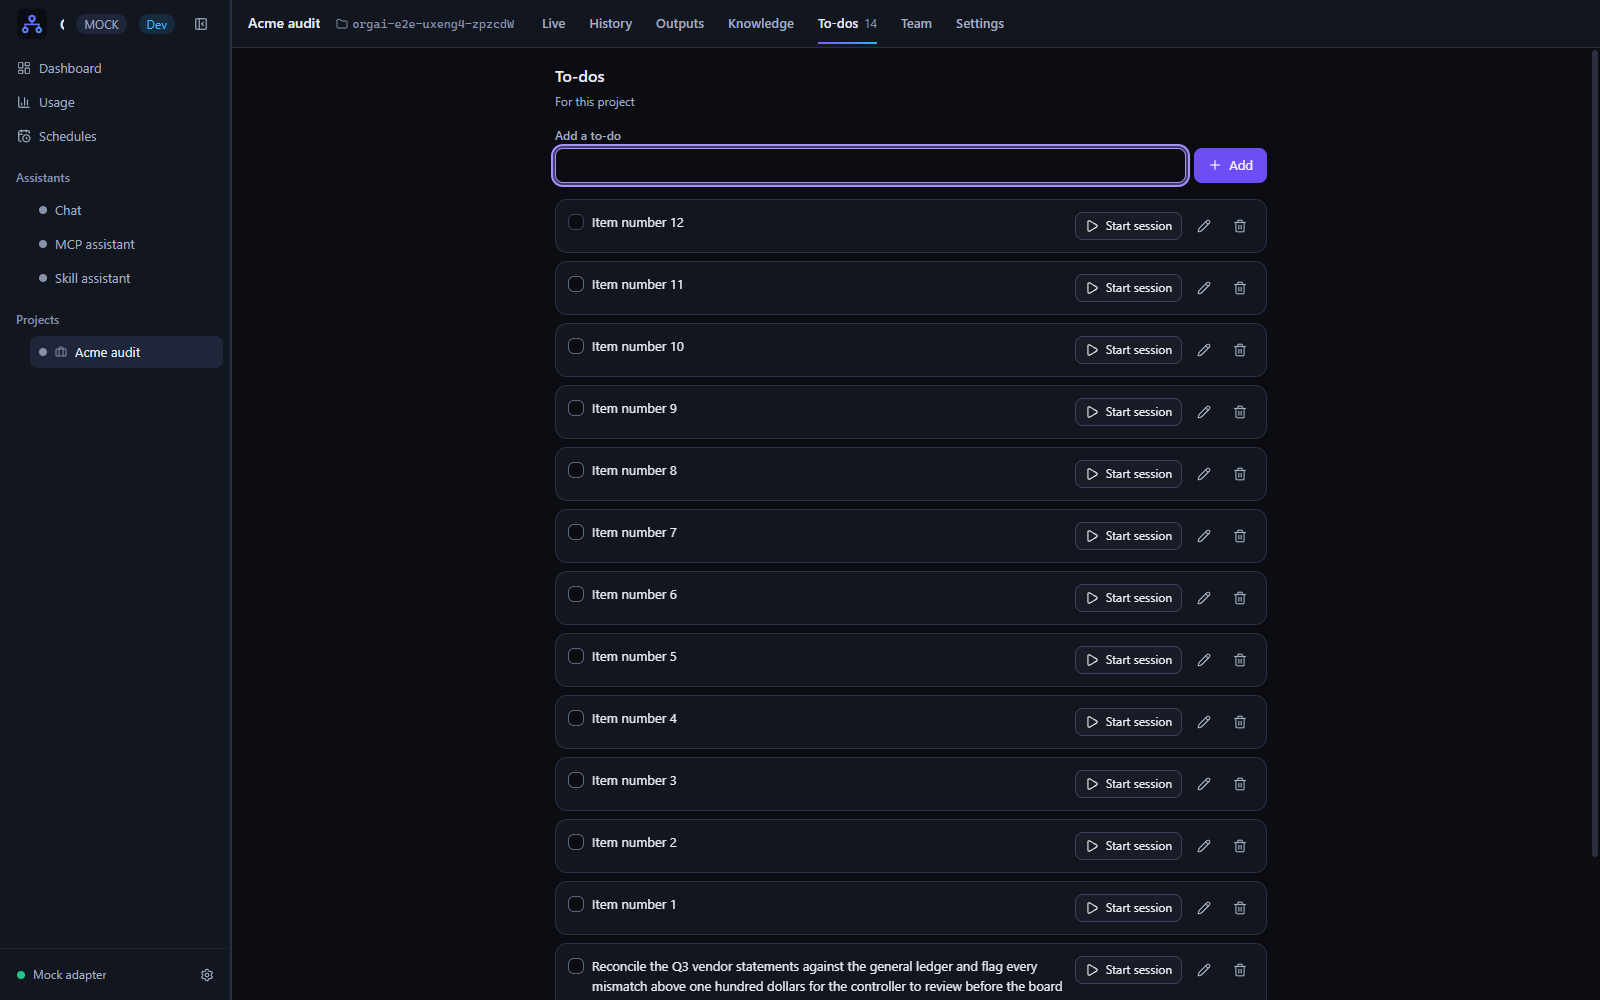 MOCK
Dev
Dashboard
Usage
Schedules
Assistants
Chat
MCP assistant
Skill assistant
Projects
Acme audit
Mock adapter
Acme audit
orgai-e2e-uxeng4-zpzcdW
Live
History
Outputs
Knowledge
To-dos 14
Team
Settings
To-dos
For this project
Add a to-do
Add
Item number 12
Start session
Item number 11
Start session
Item number 10
Start session
Item number 9
Start session
Item number 8
Start session
Item number 7
Start session
Item number 6
Start session
Item number 5
Start session
Item number 4
Start session
Item number 3
Start session
Item number 2
Start session
Item number 1
Start session
Reconcile the Q3 vendor statements against the general ledger and flag every
mismatch above one hundred dollars for the controller to review before the board
Start session